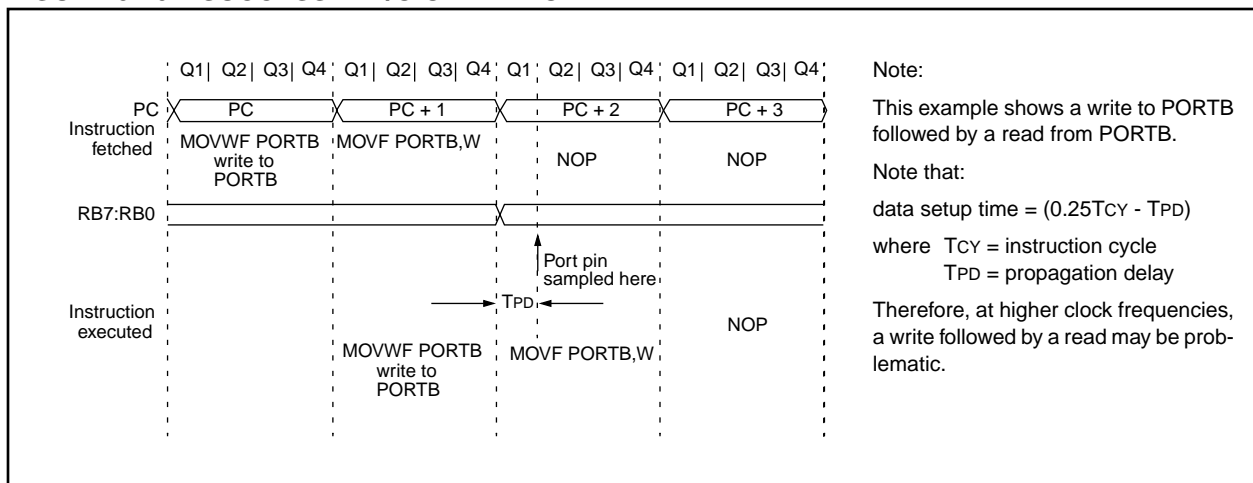 Q1| Q2| Q3| Q4 Q1| Q2| Q3| Q4 Q1 Q2| Q3| Q4 Q1| Q2| Q3| Q4
PC PC PC + 1 PC + 2 PC + 3
Instruction
fetched
MOVWF PORTB
write to
PORTB
MOVF PORTB,W
NOP
NOP
RB7:RB0
Port pin
sampled here
TPD
Instruction
executed
MOVWF PORTB
write to
PORTB
MOVF PORTB,W
NOP
Note:
This example shows a write to PORTB
followed by a read from PORTB.
Note that:
data setup time = (0.25TCY - TPD)
where TCY = instruction cycle
TPD = propagation delay
Therefore, at higher clock frequencies,
a write followed by a read may be prob-
lematic.